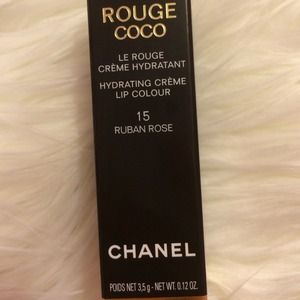 ROUGE
COCO
LE ROUGE
CRÈME HYDRATANT
HYDRATING CRÈME
LIP COLOUR
15
RUBAN ROSE
CHANEL
POIDS NET 3,5 g - NET WT. 0.12 OZ.